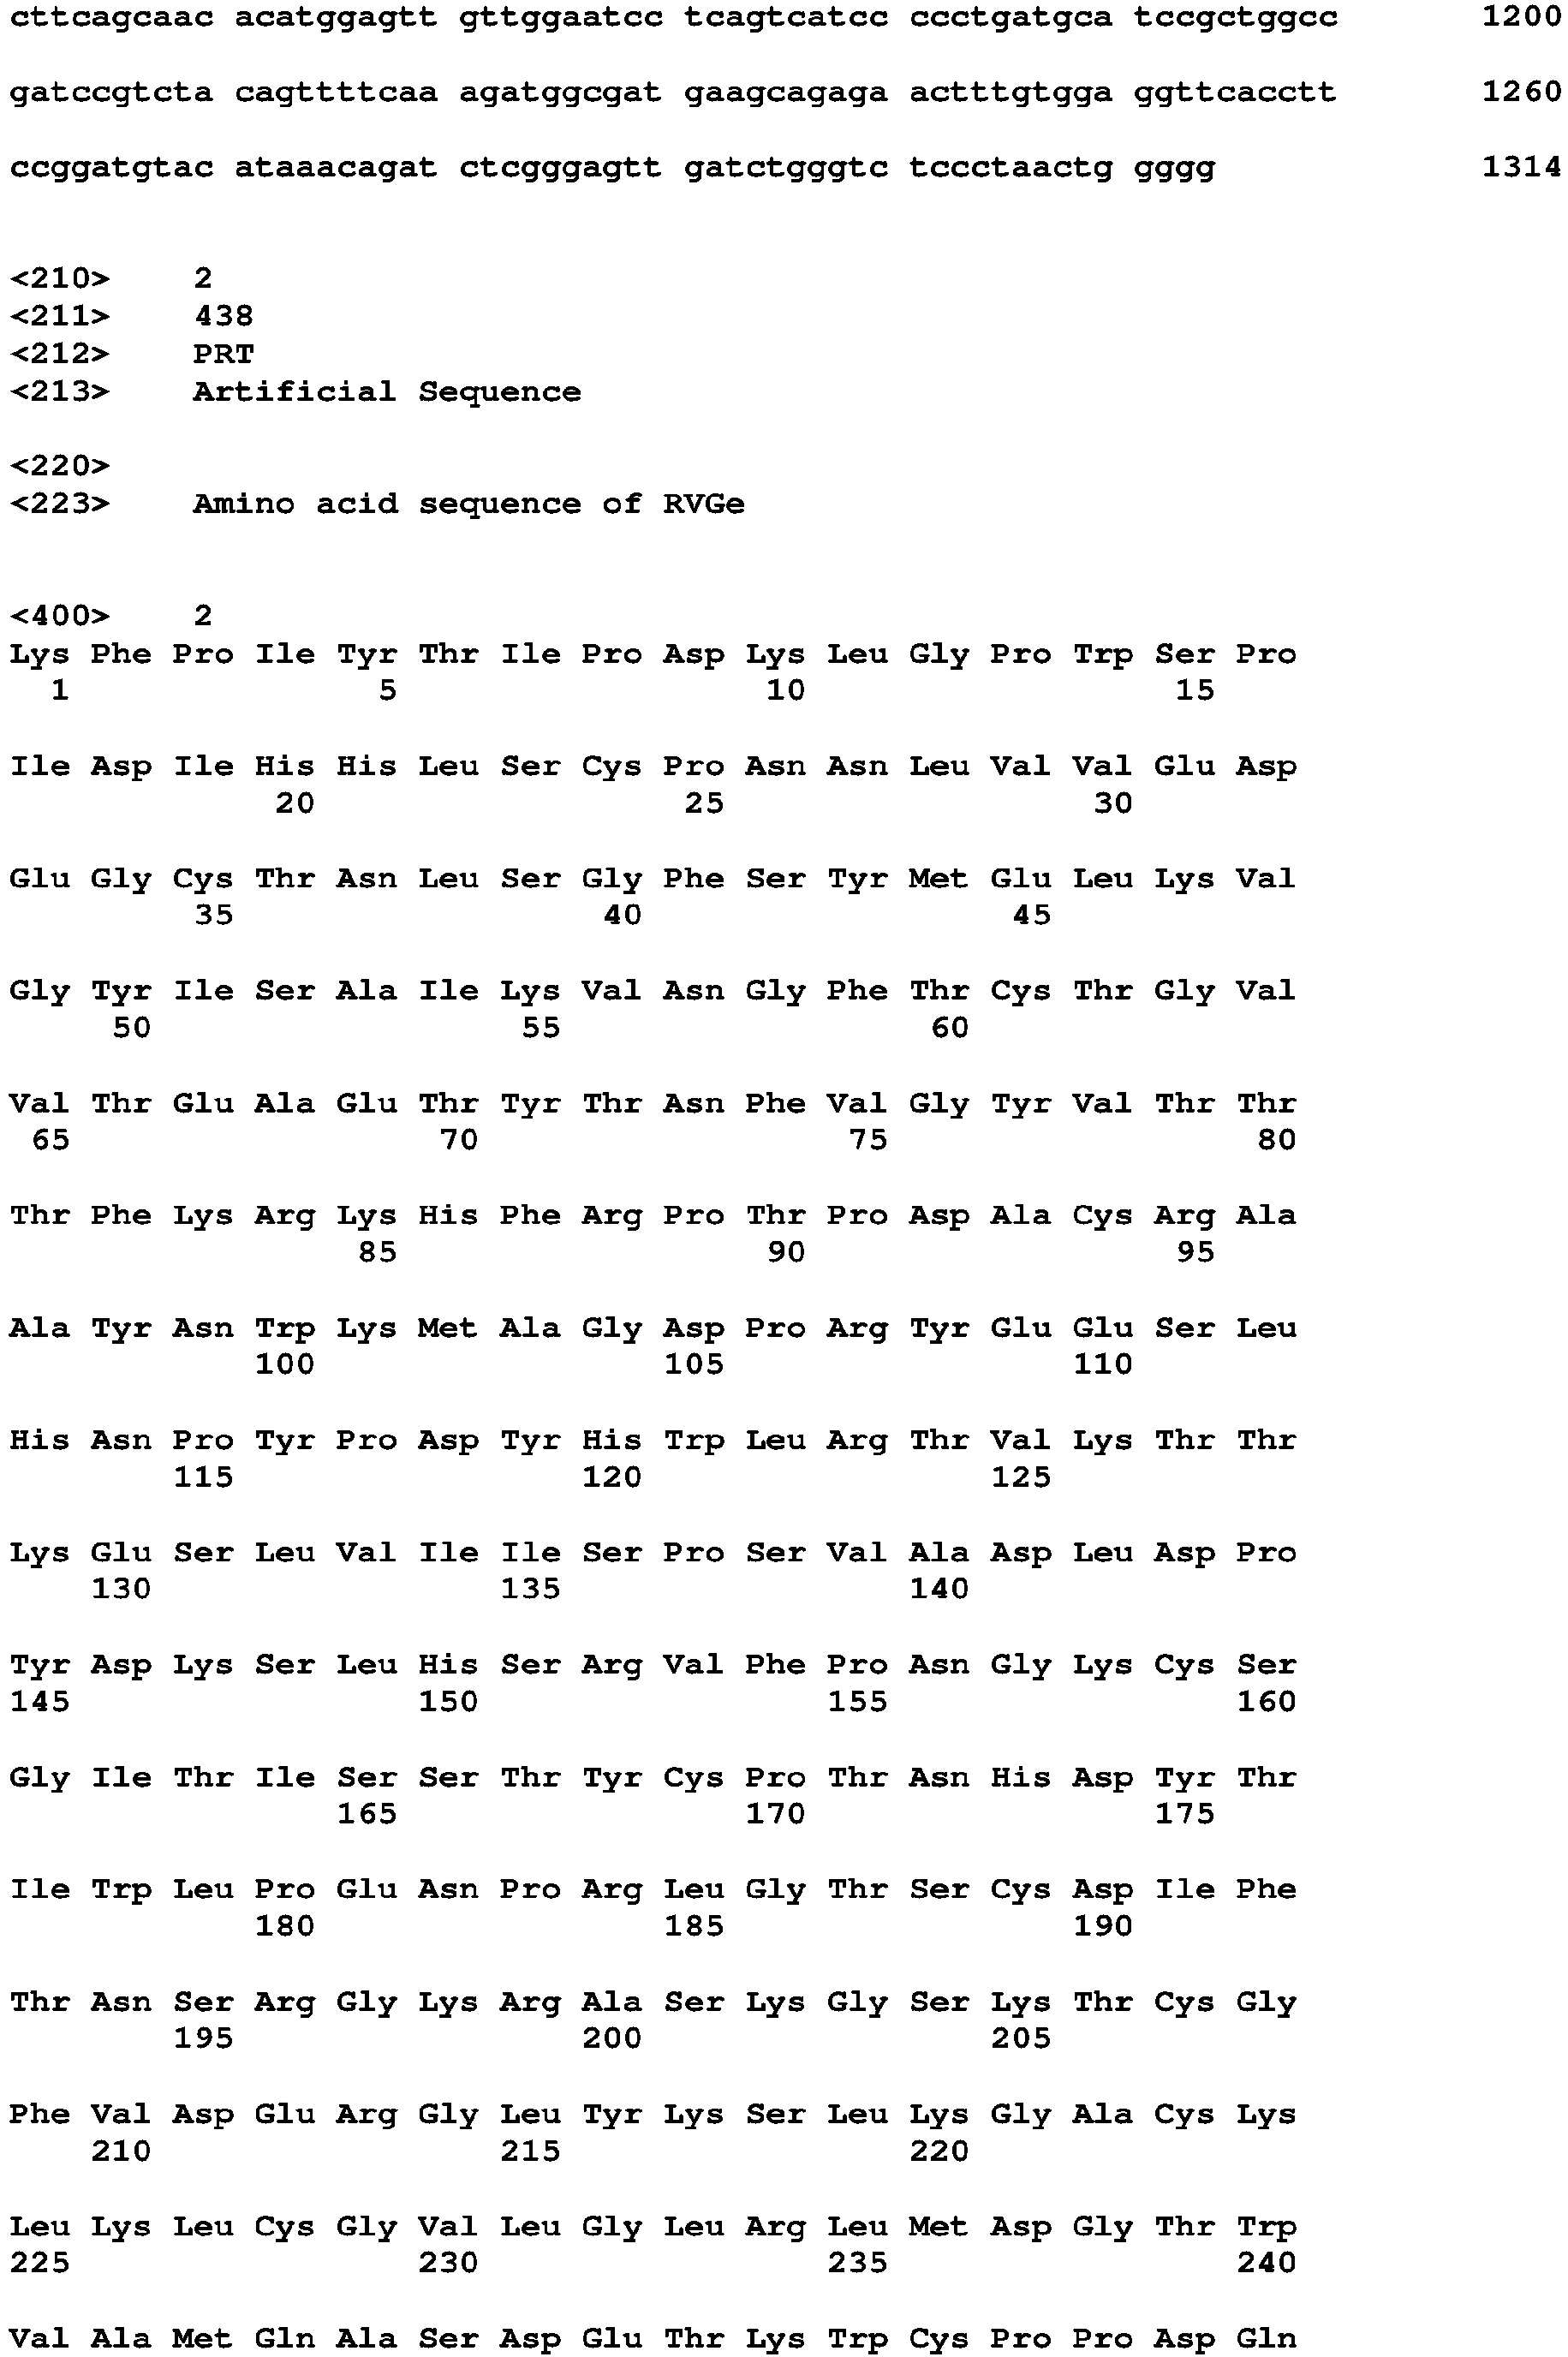 cttcagcaac acatggagtt gttggaatcc tcagtcatcc ccctgatgca tccgctggcc 1200
gatccgtcta cagttttcaa agatggcgat gaagcagaga actttgtgga ggttcacctt 1260
ccggatgtac ataaacagat ctcgggagtt gatctgggtc tccctaactg gggg 1314
<210> 2
<211> 438
<212> PRT
<213> Artificial Sequence
<220>
<223> Amino acid sequence of RVGe
<400> 2
Lys Phe Pro Ile Tyr Thr Ile Pro Asp Lys Leu Gly Pro Trp Ser Pro
1 5 10 15
Ile Asp Ile His His Leu Ser Cys Pro Asn Asn Leu Val Val Glu Asp
20 25 30
Glu Gly Cys Thr Asn Leu Ser Gly Phe Ser Tyr Met Glu Leu Lys Val
35 40 45
Gly Tyr Ile Ser Ala Ile Lys Val Asn Gly Phe Thr Cys Thr Gly Val
50 55 60
Val Thr Glu Ala Glu Thr Tyr Thr Asn Phe Val Gly Tyr Val Thr Thr
65 70 75 80
Thr Phe Lys Arg Lys His Phe Arg Pro Thr Pro Asp Ala Cys Arg Ala
85 90 95
Ala Tyr Asn Trp Lys Met Ala Gly Asp Pro Arg Tyr Glu Glu Ser Leu
100 105 110
His Asn Pro Tyr Pro Asp Tyr His Trp Leu Arg Thr Val Lys Thr Thr
115 120 125
Lys Glu Ser Leu Val Ile Ile Ser Pro Ser Val Ala Asp Leu Asp Pro
130 135 140
Tyr Asp Lys Ser Leu His Ser Arg Val Phe Pro Asn Gly Lys Cys Ser
145 150 155 160
Gly Ile Thr Ile Ser Ser Thr Tyr Cys Pro Thr Asn His Asp Tyr Thr
165 170 175
Ile Trp Leu Pro Glu Asn Pro Arg Leu Gly Thr Ser Cys Asp Ile Phe
180 185 190
Thr Asn Ser Arg Gly Lys Arg Ala Ser Lys Gly Ser Lys Thr Cys Gly
195 200 205
Phe Val Asp Glu Arg Gly Leu Tyr Lys Ser Leu Lys Gly Ala Cys Lys
210 215 220
Leu Lys Leu Cys Gly Val Leu Gly Leu Arg Leu Met Asp Gly Thr Trp
225 230 235 240
Val Ala Met Gln Ala Ser Asp Glu Thr Lys Trp Cys Pro Pro Asp Gln